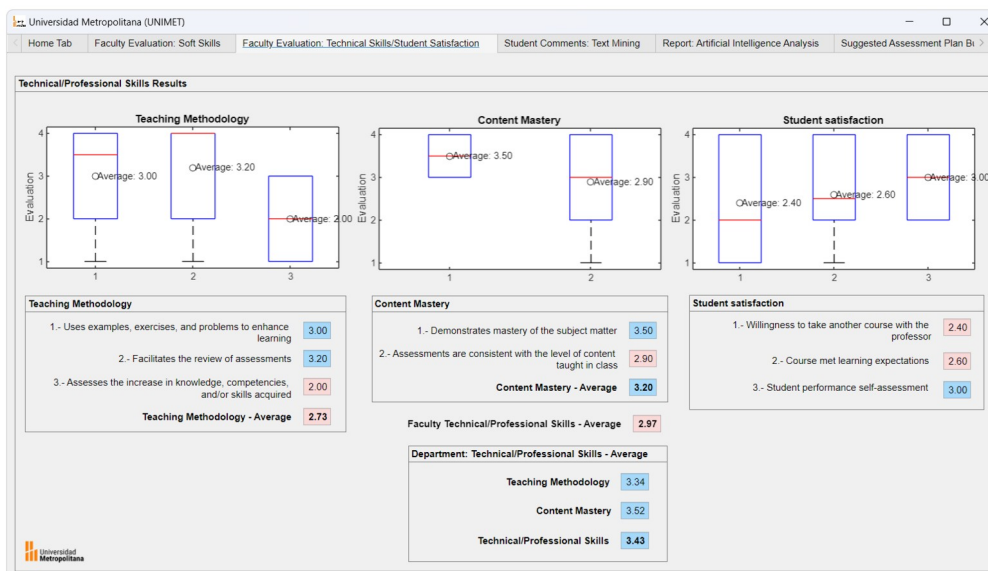 Universidad Metropolitana (UNIMET)
Home Tab
Faculty Evaluation: Soft Skills
Faculty Evaluation: Technical Skills/Student Satisfaction
Student Comments: Text Mining
Report: Artificial Intelligence Analysis
Suggested Assessment Plan Bu
Technical/Professional Skills Results
Teaching Methodology
Evaluation
4
3
2
1
Average: 3.00
Average: 3.20
Average: 2.00
1
2
3
Content Mastery
Evaluation
4
3
2
1
Average: 3.50
Average: 2.90
1
2
Student satisfaction
Evaluation
4
3
2
1
Average: 2.40
Average: 2.60
Average: 3.00
1
2
3
Teaching Methodology
1.- Uses examples, exercises, and problems to enhance
learning
3.00
2.- Facilitates the review of assessments
3.20
3.- Assesses the increase in knowledge, competencies,
and/or skills acquired
2.00
Teaching Methodology - Average
2.73
Content Mastery
1.- Demonstrates mastery of the subject matter
3.50
2.- Assessments are consistent with the level of content
taught in class
2.90
Content Mastery - Average
3.20
Student satisfaction
1.- Willingness to take another course with the
professor
2.40
2.- Course met learning expectations
2.60
3.- Student performance self-assessment
3.00
Faculty Technical/Professional Skills - Average
2.97
Department: Technical/Professional Skills - Average
Teaching Methodology
3.34
Content Mastery
3.52
Technical/Professional Skills
3.43
Universidad
Metropolitana